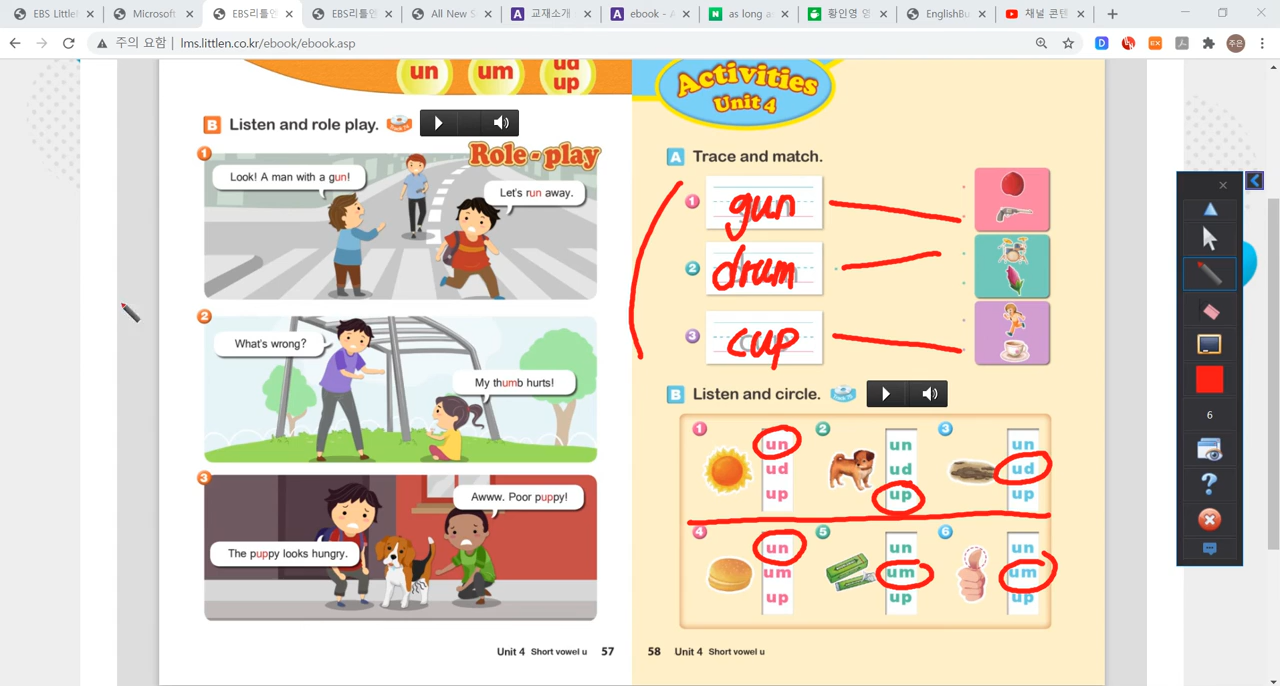 EBS Littlei
Microsoft
EBS리틀엔
EBS리틀엔
All New S
교재소개
ebook - A
as long as
황인영 영
EnglishBu
채널 콘텐
주의 요함
lms.littlen.co.kr/ebook/ebook.asp
주은
un
um
ud
up
B Listen and role play.
Role-play
1
Look! A man with a gun!
Let's run away.
2
What's wrong?
My thumb hurts!
3
Awww. Poor puppy!
The puppy looks hungry.
Unit 4 Short vowel u 57
Activities
Unit 4
A Trace and match.
1 gun
2 drum
3 cup
B Listen and circle.
1
un
ud
up
2
un
ud
up
3
un
ud
up
4
un
um
up
5
un
um
up
6
un
um
up
58 Unit 4 Short vowel u
6